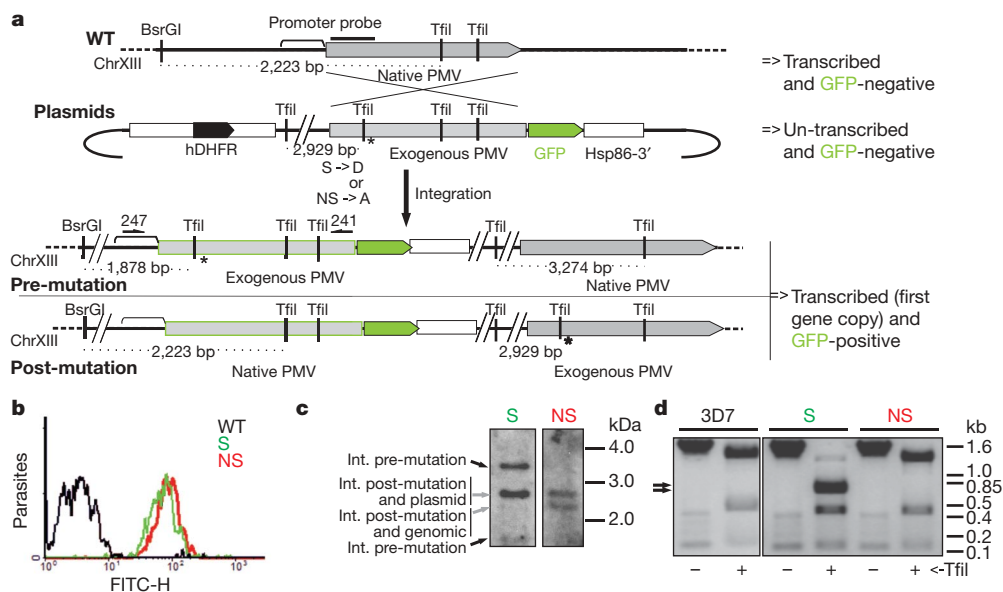 a
WT
BsrGI
Promoter probe
TfiI
TfiI
ChrXIII
2,223 bp
Native PMV
=> Transcribed
and GFP-negative
Plasmids
TfiI
TfiI
TfiI
TfiI
hDHFR
2,929 bp
*
Exogenous PMV
GFP
Hsp86-3′
S -> D
or
NS -> A
=> Un-transcribed
and GFP-negative
Integration
BsrGI
247
TfiI
TfiI
TfiI
241
TfiI
TfiI
ChrXIII
1,878 bp
*
Exogenous PMV
3,274 bp
Native PMV
Pre-mutation
=> Transcribed (first
gene copy) and
GFP-positive
BsrGI
TfiI
TfiI
TfiI
TfiI
TfiI
TfiI
ChrXIII
2,223 bp
2,929 bp
*
Post-mutation
Native PMV
Exogenous PMV
b
WT
S
NS
Parasites
0
10⁰
10¹
10²
10³
FITC-H
c
S
NS
kDa
4.0
3.0
2.0
Int. pre-mutation
Int. post-mutation
and plasmid
Int. post-mutation
and genomic
Int. pre-mutation
d
3D7
S
NS
kb
1.6
1.0
0.85
0.5
0.4
0.2
0.1
– + – + – + <-TfiI